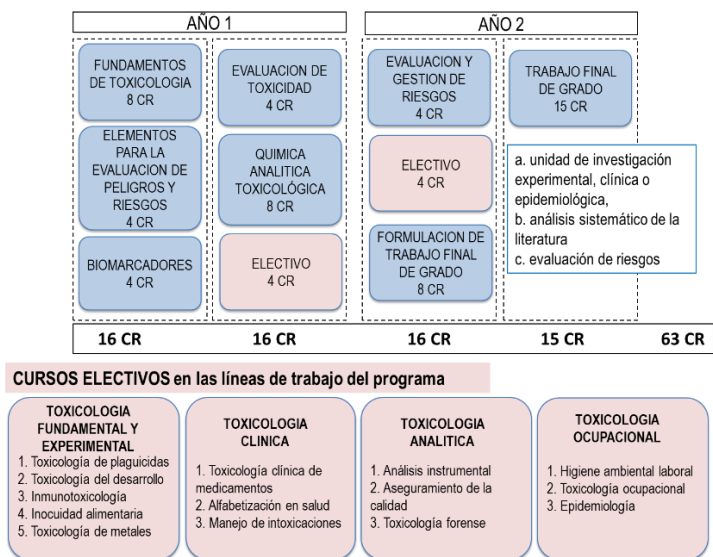 AÑO 1
AÑO 2
FUNDAMENTOS
DE TOXICOLOGIA
8 CR
ELEMENTOS
PARA LA
EVALUACION DE
PELIGROS Y
RIESGOS
4 CR
BIOMARCADORES
4 CR
EVALUACION DE
TOXICIDAD
4 CR
QUIMICA
ANALITICA
TOXICOLÓGICA
8 CR
ELECTIVO
4 CR
EVALUACION Y
GESTION DE
RIESGOS
4 CR
ELECTIVO
4 CR
FORMULACION DE
TRABAJO FINAL
DE GRADO
8 CR
TRABAJO FINAL
DE GRADO
15 CR
a. unidad de investigación
experimental, clínica o
epidemiológica,
b. análisis sistemático de la
literatura
c. evaluación de riesgos
16 CR
16 CR
16 CR
15 CR
63 CR
CURSOS ELECTIVOS en las líneas de trabajo del programa
TOXICOLOGIA
FUNDAMENTAL Y
EXPERIMENTAL
1. Toxicología de plaguicidas
2. Toxicología del desarrollo
3. Inmunotoxicología
4. Inocuidad alimentaria
5. Toxicología de metales
TOXICOLOGIA
CLINICA
1. Toxicología clínica de
medicamentos
2. Alfabetización en salud
3. Manejo de intoxicaciones
TOXICOLOGIA
ANALITICA
1. Análisis instrumental
2. Aseguramiento de la
calidad
3. Toxicología forense
TOXICOLOGIA
OCUPACIONAL
1. Higiene ambiental laboral
2. Toxicología ocupacional
3. Epidemiología